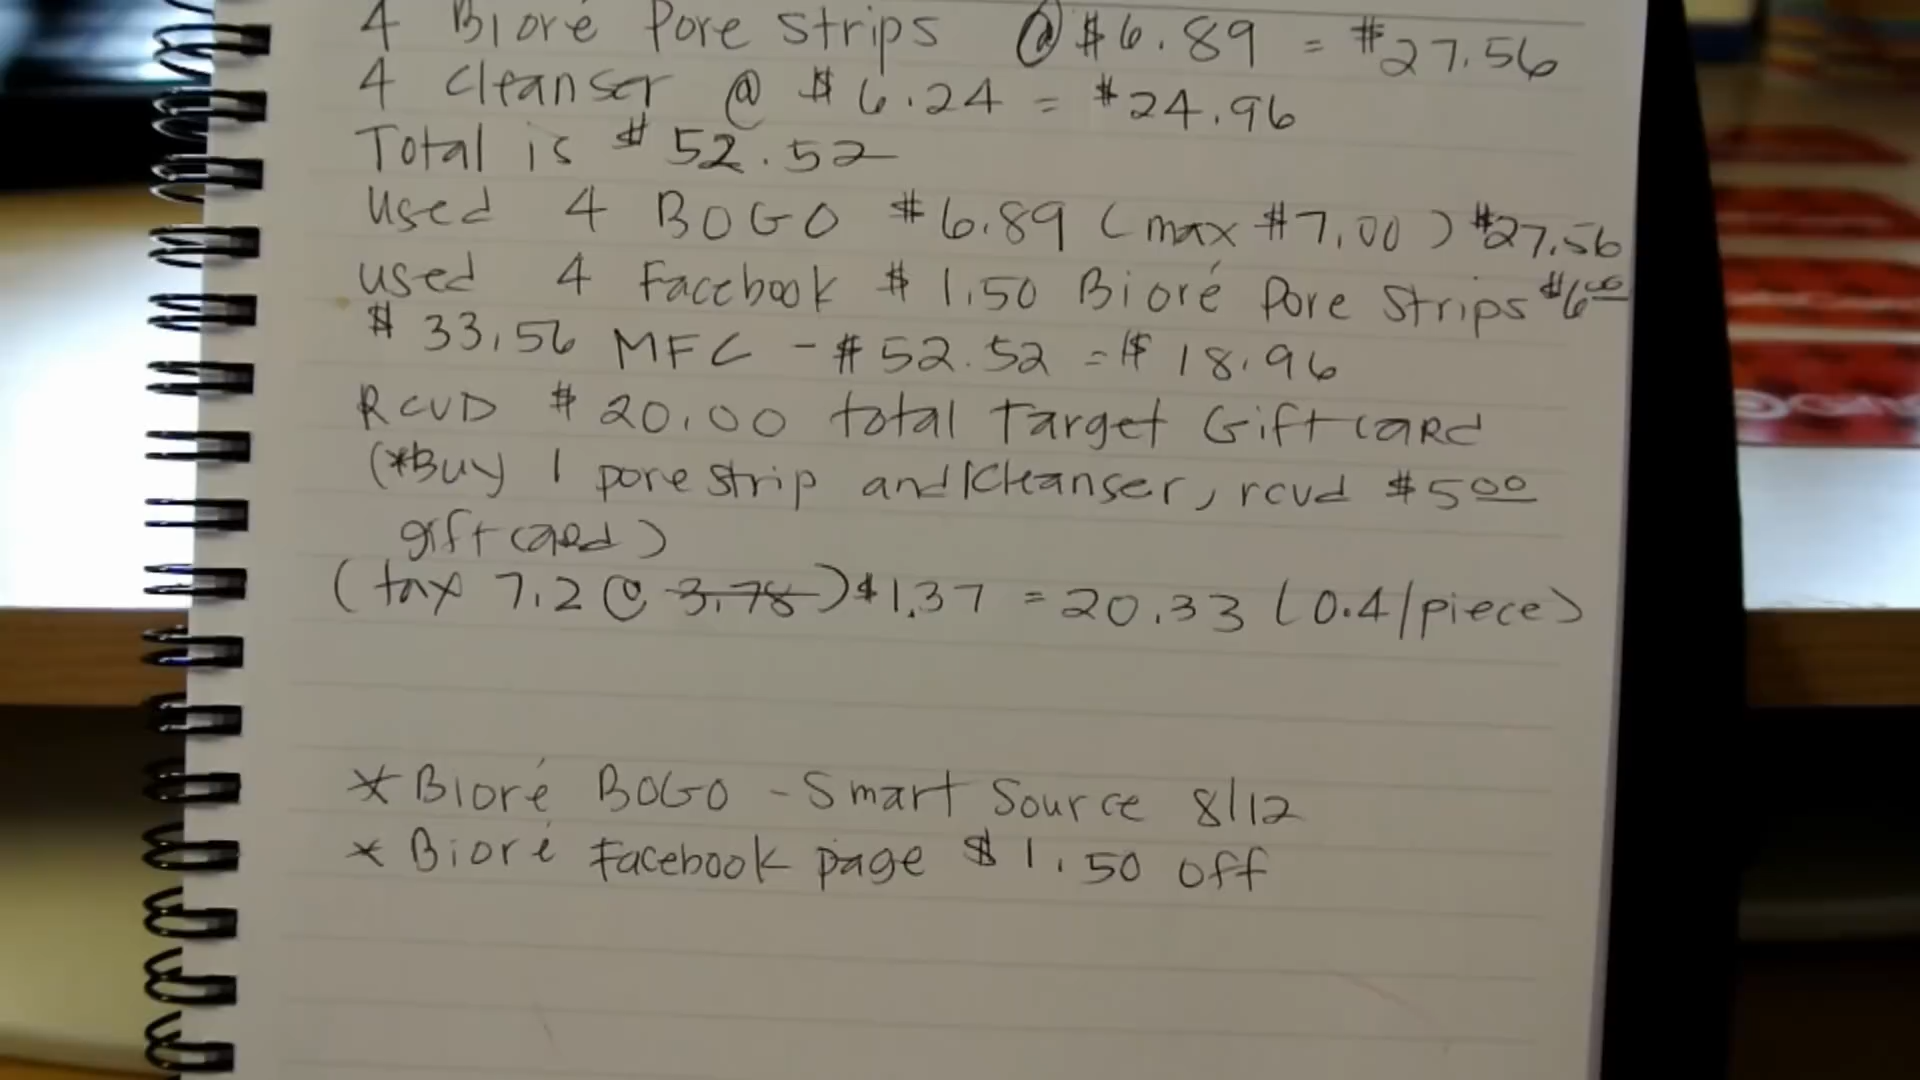 4 Bioré Pore strips @ $6.89 = $27.56
4 Cleanser @ $6.24 = $24.96
Total is $52.52
Used 4 BOGO $6.89 (max $7.00) $27.56
used 4 Facebook $1.50 Bioré Pore Strips $6.00
$33.56 MFC - $52.52 = $18.96
RCVD $20.00 total Target Giftcard
(*Buy 1 pore strip and 1 cleanser, rcvd $5.00
giftcard)
(tax 7.2 @ 3.78) $1.37 = 20.33 (0.4/piece)
* Bioré BOGO - Smart Source 8/12
* Bioré Facebook page $1.50 off